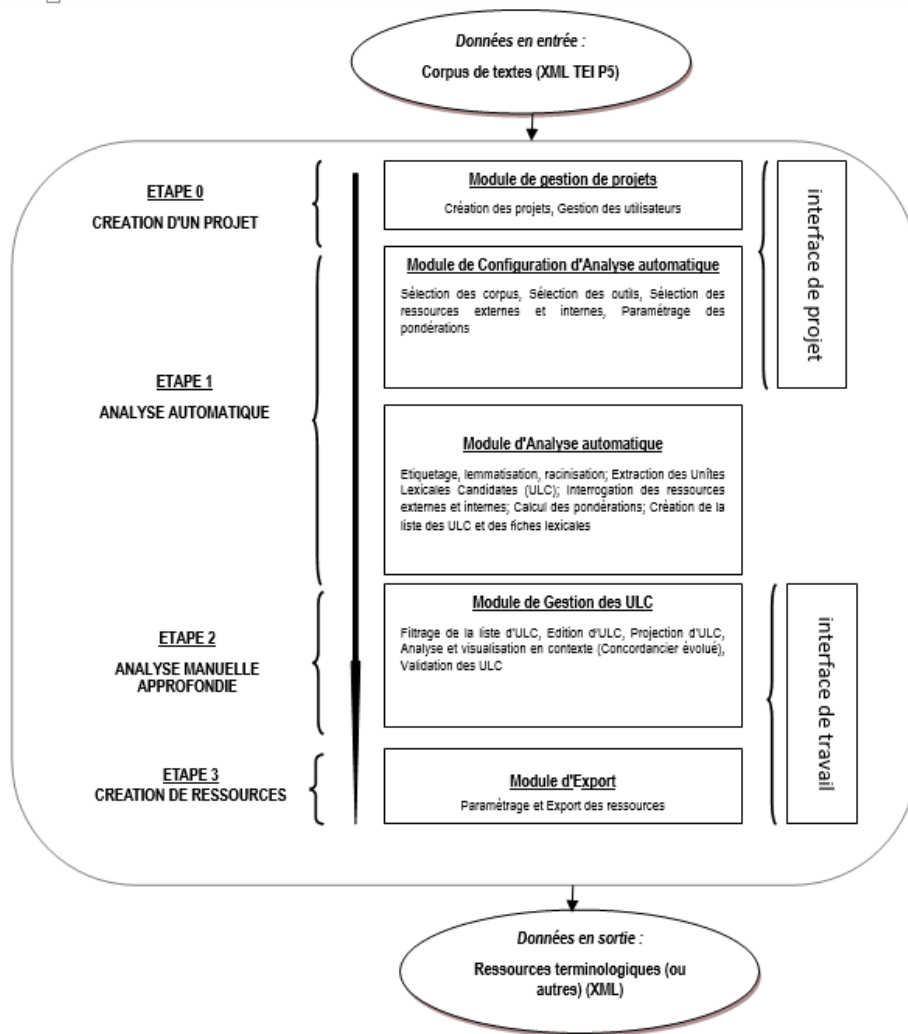 Données en entrée :
Corpus de textes (XML TEI P5)
ETAPE 0
CREATION D'UN PROJET
Module de gestion de projets
Création des projets, Gestion des utilisateurs
interface de projet
Module de Configuration d'Analyse automatique
Sélection des corpus, Sélection des outils, Sélection des
ressources externes et internes, Paramétrage des
pondérations
ETAPE 1
ANALYSE AUTOMATIQUE
Module d'Analyse automatique
Etiquetage, lemmatisation, racinisation; Extraction des Unîtes
Lexicales Candidates (ULC); Interrogation des ressources
externes et internes; Calcul des pondérations; Création de la
liste des ULC et des fiches lexicales
ETAPE 2
ANALYSE MANUELLE
APPROFONDIE
Module de Gestion des ULC
Filtrage de la liste d'ULC, Edition d'ULC, Projection d'ULC,
Analyse et visualisation en contexte (Concordancier évolué),
Validation des ULC
interface de travail
ETAPE 3
CREATION DE RESSOURCES
Module d'Export
Paramétrage et Export des ressources
Données en sortie :
Ressources terminologiques (ou
autres) (XML)